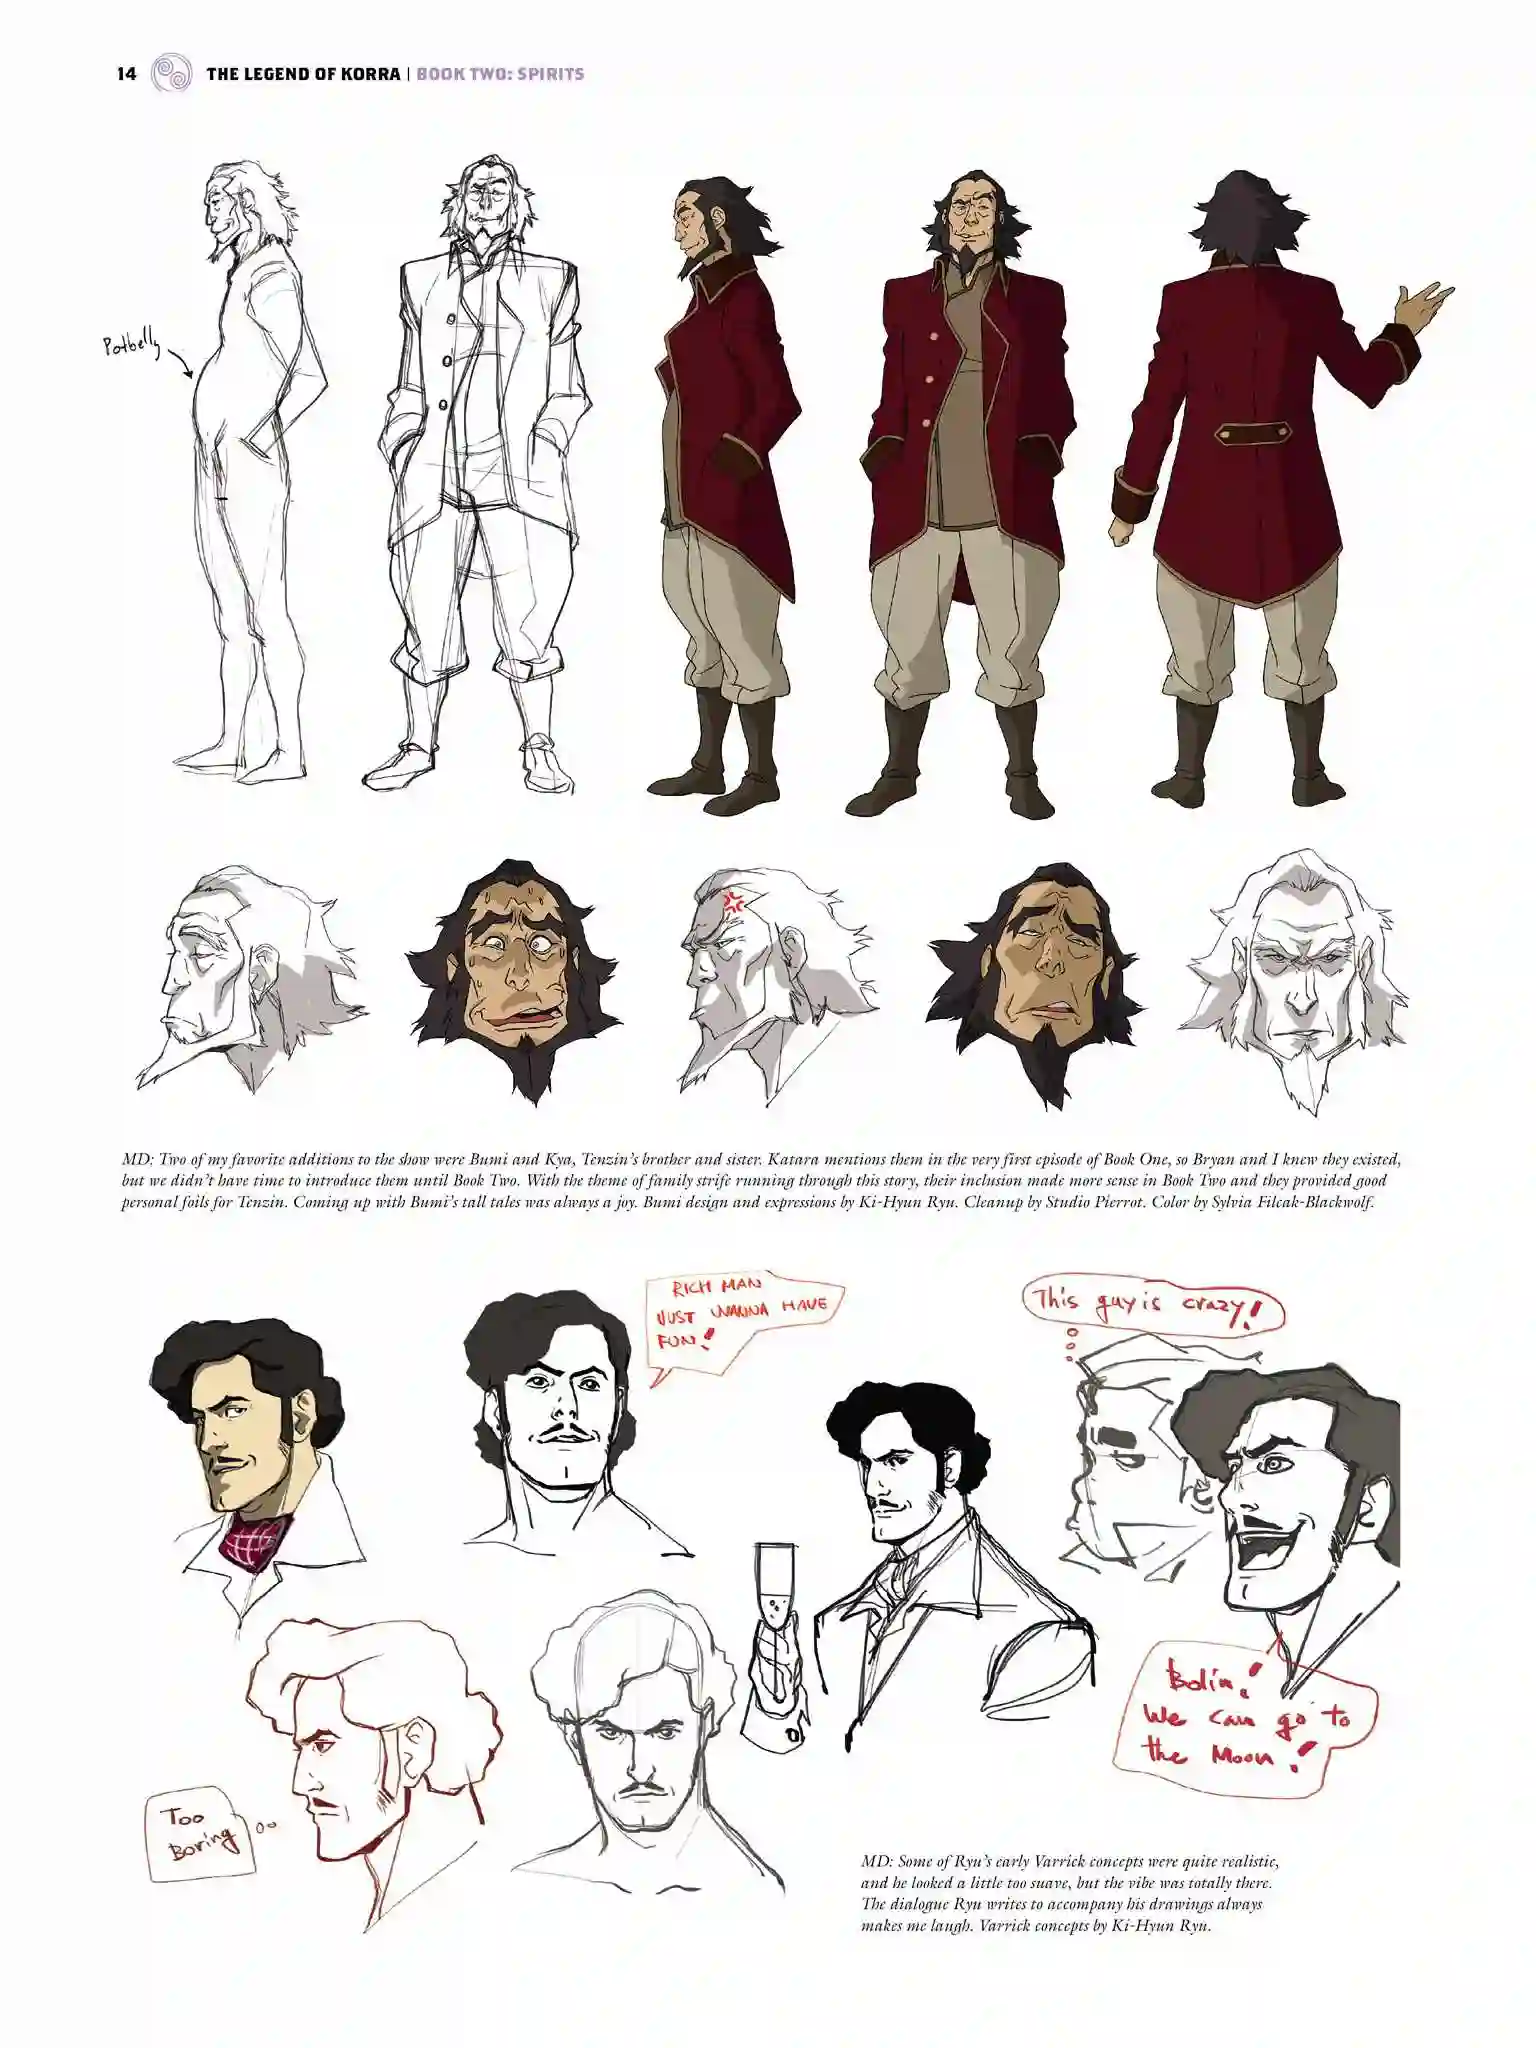 14 THE LEGEND OF KORRA | BOOK TWO: SPIRITS
Potbelly
MD: Two of my favorite additions to the show were Bumi and Kya, Tenzin's brother and sister. Katara mentions them in the very first episode of Book One, so Bryan and I knew they existed,
but we didn't have time to introduce them until Book Two. With the theme of family strife running through this story, their inclusion made more sense in Book Two and they provided good
personal foils for Tenzin. Coming up with Bumi's tall tales was always a joy. Bumi design and expressions by Ki-Hyun Ryu. Cleanup by Studio Pierrot. Color by Sylvia Filcak-Blackwolf.
RICH MAN
JUST WANNA HAVE
FUN!
This guy is crazy!
Bolin!
We can go to
the Moon!
Too
Boring
MD: Some of Ryu's early Varrick concepts were quite realistic,
and he looked a little too suave, but the vibe was totally there.
The dialogue Ryu writes to accompany his drawings always
makes me laugh. Varrick concepts by Ki-Hyun Ryu.